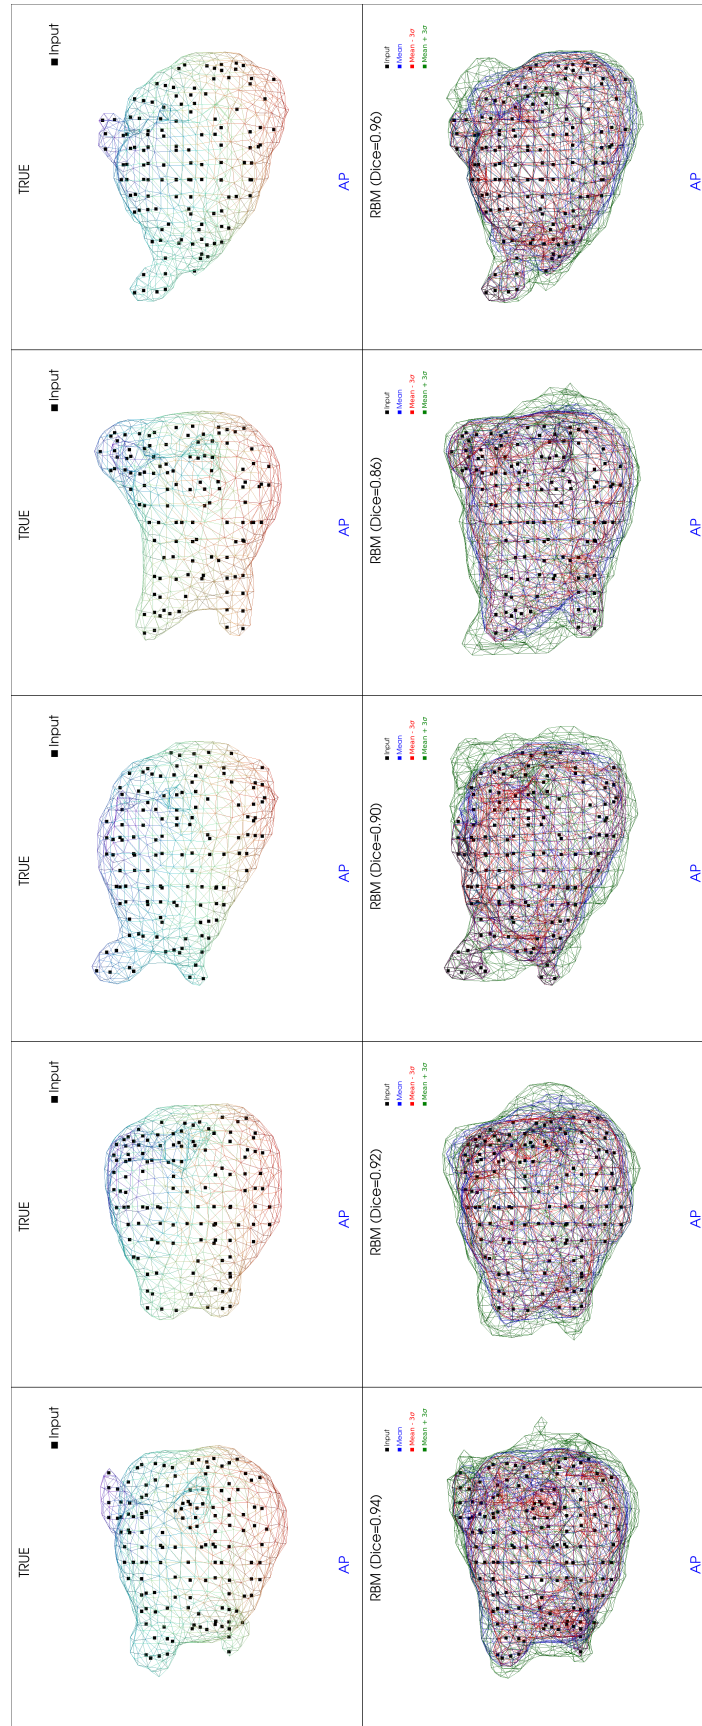 TRUE
■ Input
AP
TRUE
■ Input
AP
TRUE
■ Input
AP
TRUE
■ Input
AP
TRUE
■ Input
AP
RBM (Dice=0.94)
■ Input
■ Mean
■ Mean - 3σ
■ Mean + 3σ
AP
RBM (Dice=0.92)
■ Input
■ Mean
■ Mean - 3σ
■ Mean + 3σ
AP
RBM (Dice=0.90)
■ Input
■ Mean
■ Mean - 3σ
■ Mean + 3σ
AP
RBM (Dice=0.86)
■ Input
■ Mean
■ Mean - 3σ
■ Mean + 3σ
AP
RBM (Dice=0.96)
■ Input
■ Mean
■ Mean - 3σ
■ Mean + 3σ
AP